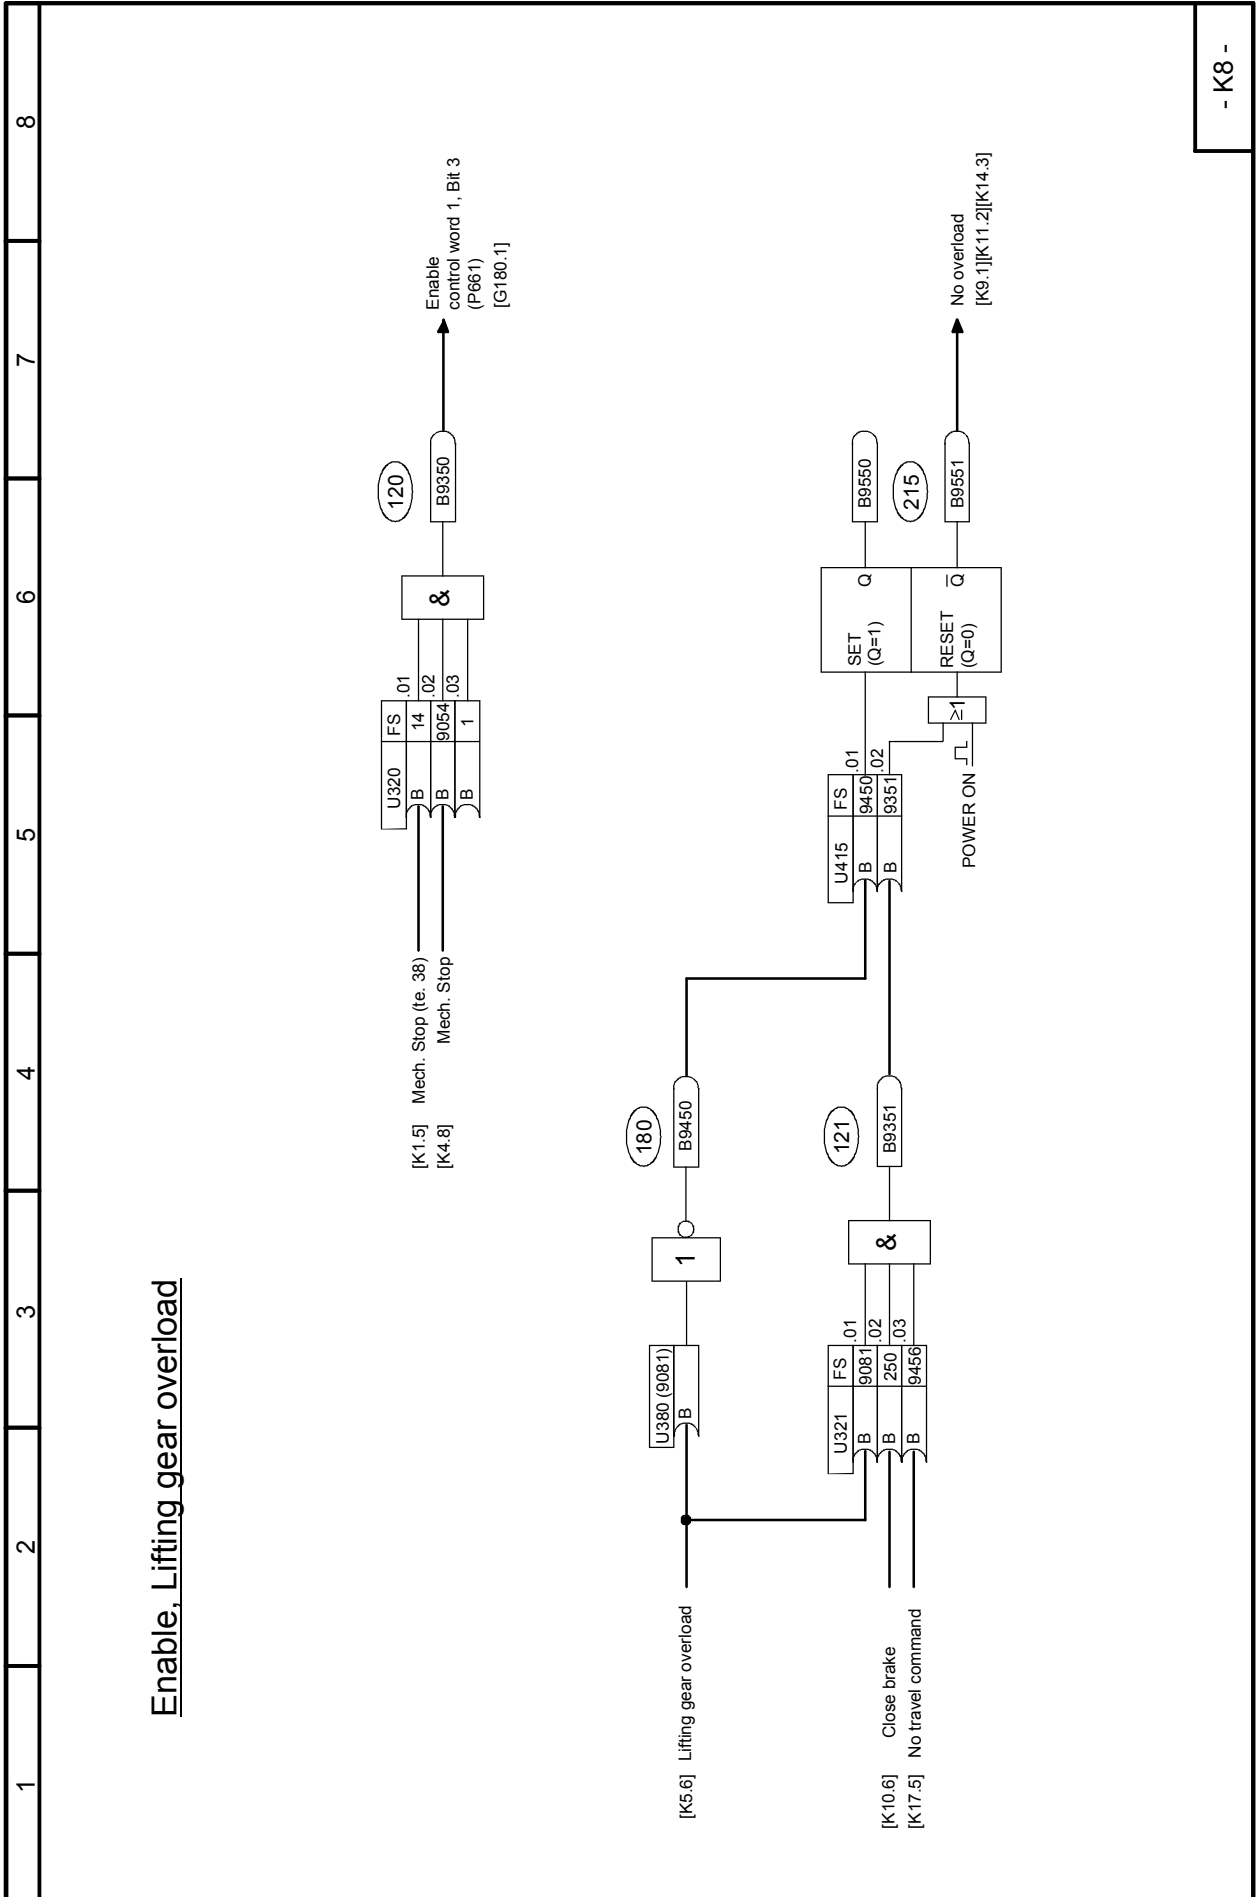 1 2 3 4 5 6 7 8
Enable, Lifting gear overload
U320 FS
B 14 .01
B 9054 .02
B 1 .03
[K1.5] Mech. Stop (te. 38)
[K4.8] Mech. Stop
&
120
B9350
Enable
control word 1, Bit 3
(P661)
[G180.1]
[K5.6] Lifting gear overload
U380 (9081)
B
1
180
B9450
[K10.6] Close brake
[K17.5] No travel command
U321 FS
B 9081 .01
B 250 .02
B 9456 .03
&
121
B9351
U415 FS
B 9450 .01
B 9351 .02
POWER ON
≥1
SET
(Q=1)
Q
RESET
(Q=0)
Q̅
B9550
215
B9551
No overload
[K9.1][K11.2][K14.3]
- K8 -